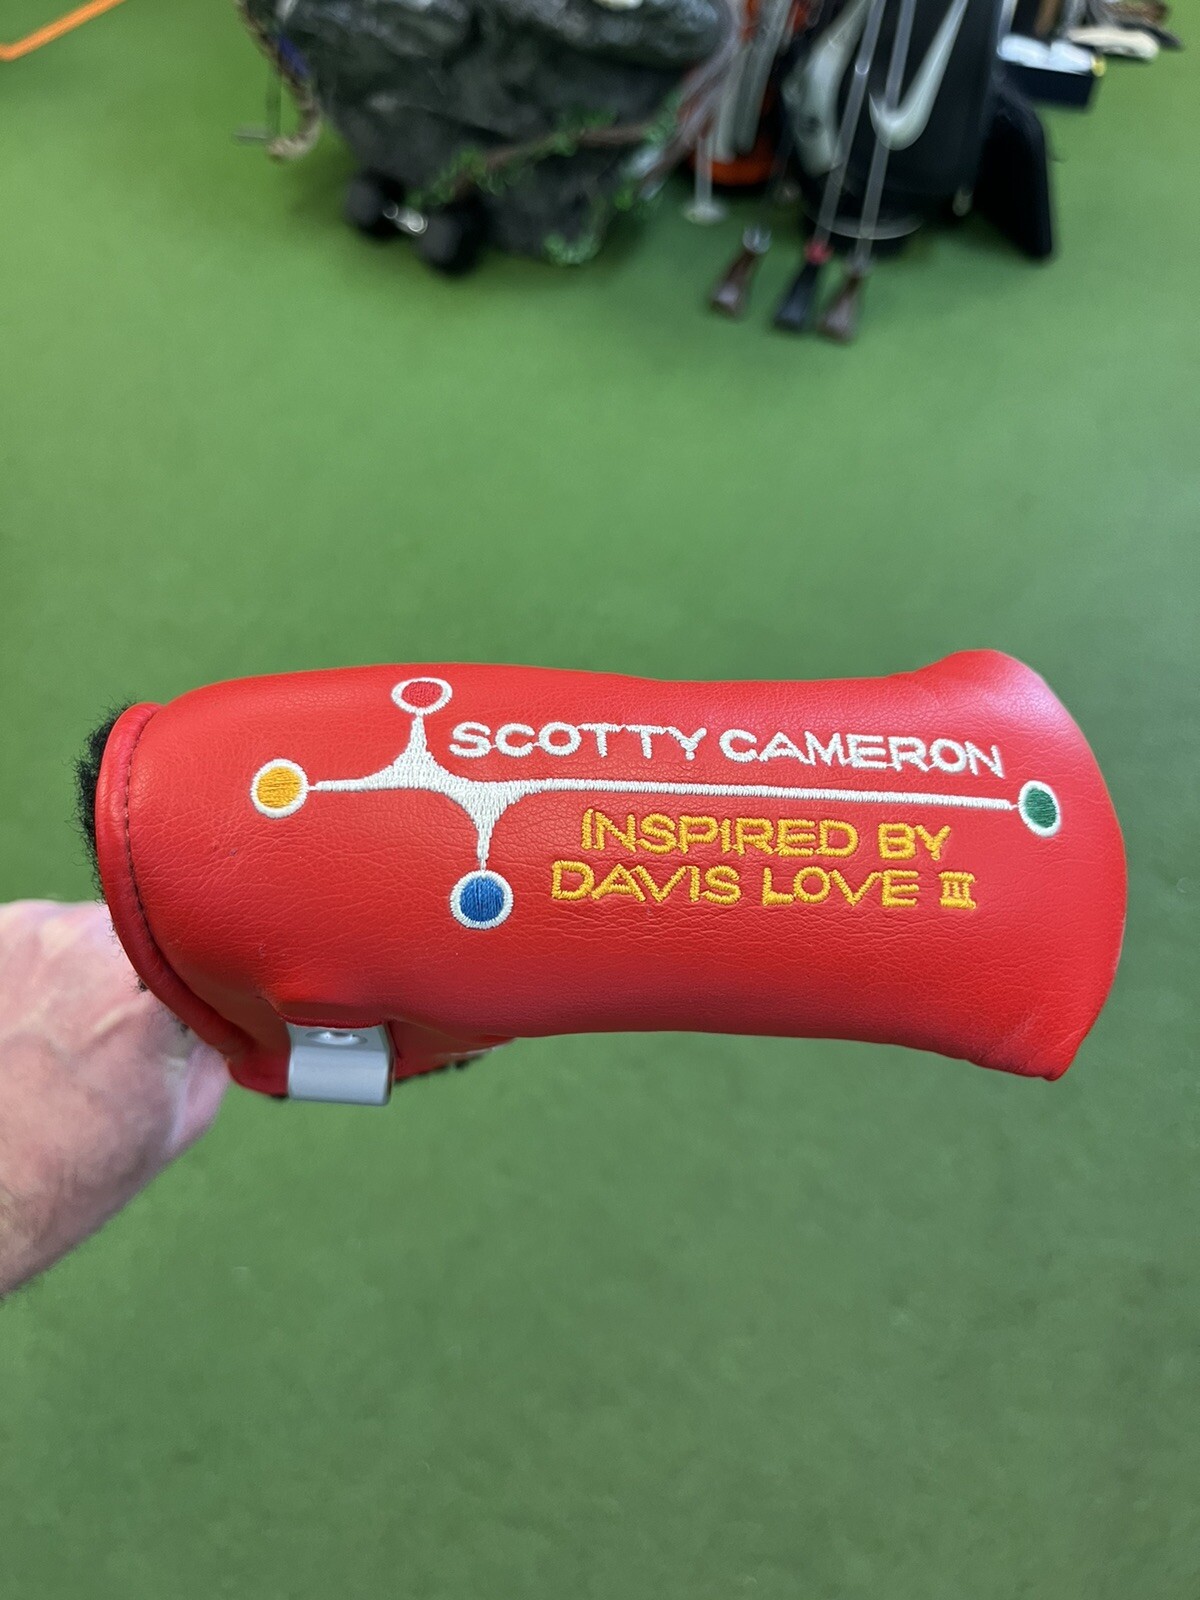 SCOTTY CAMERON
INSPIRED BY
DAVIS LOVE III